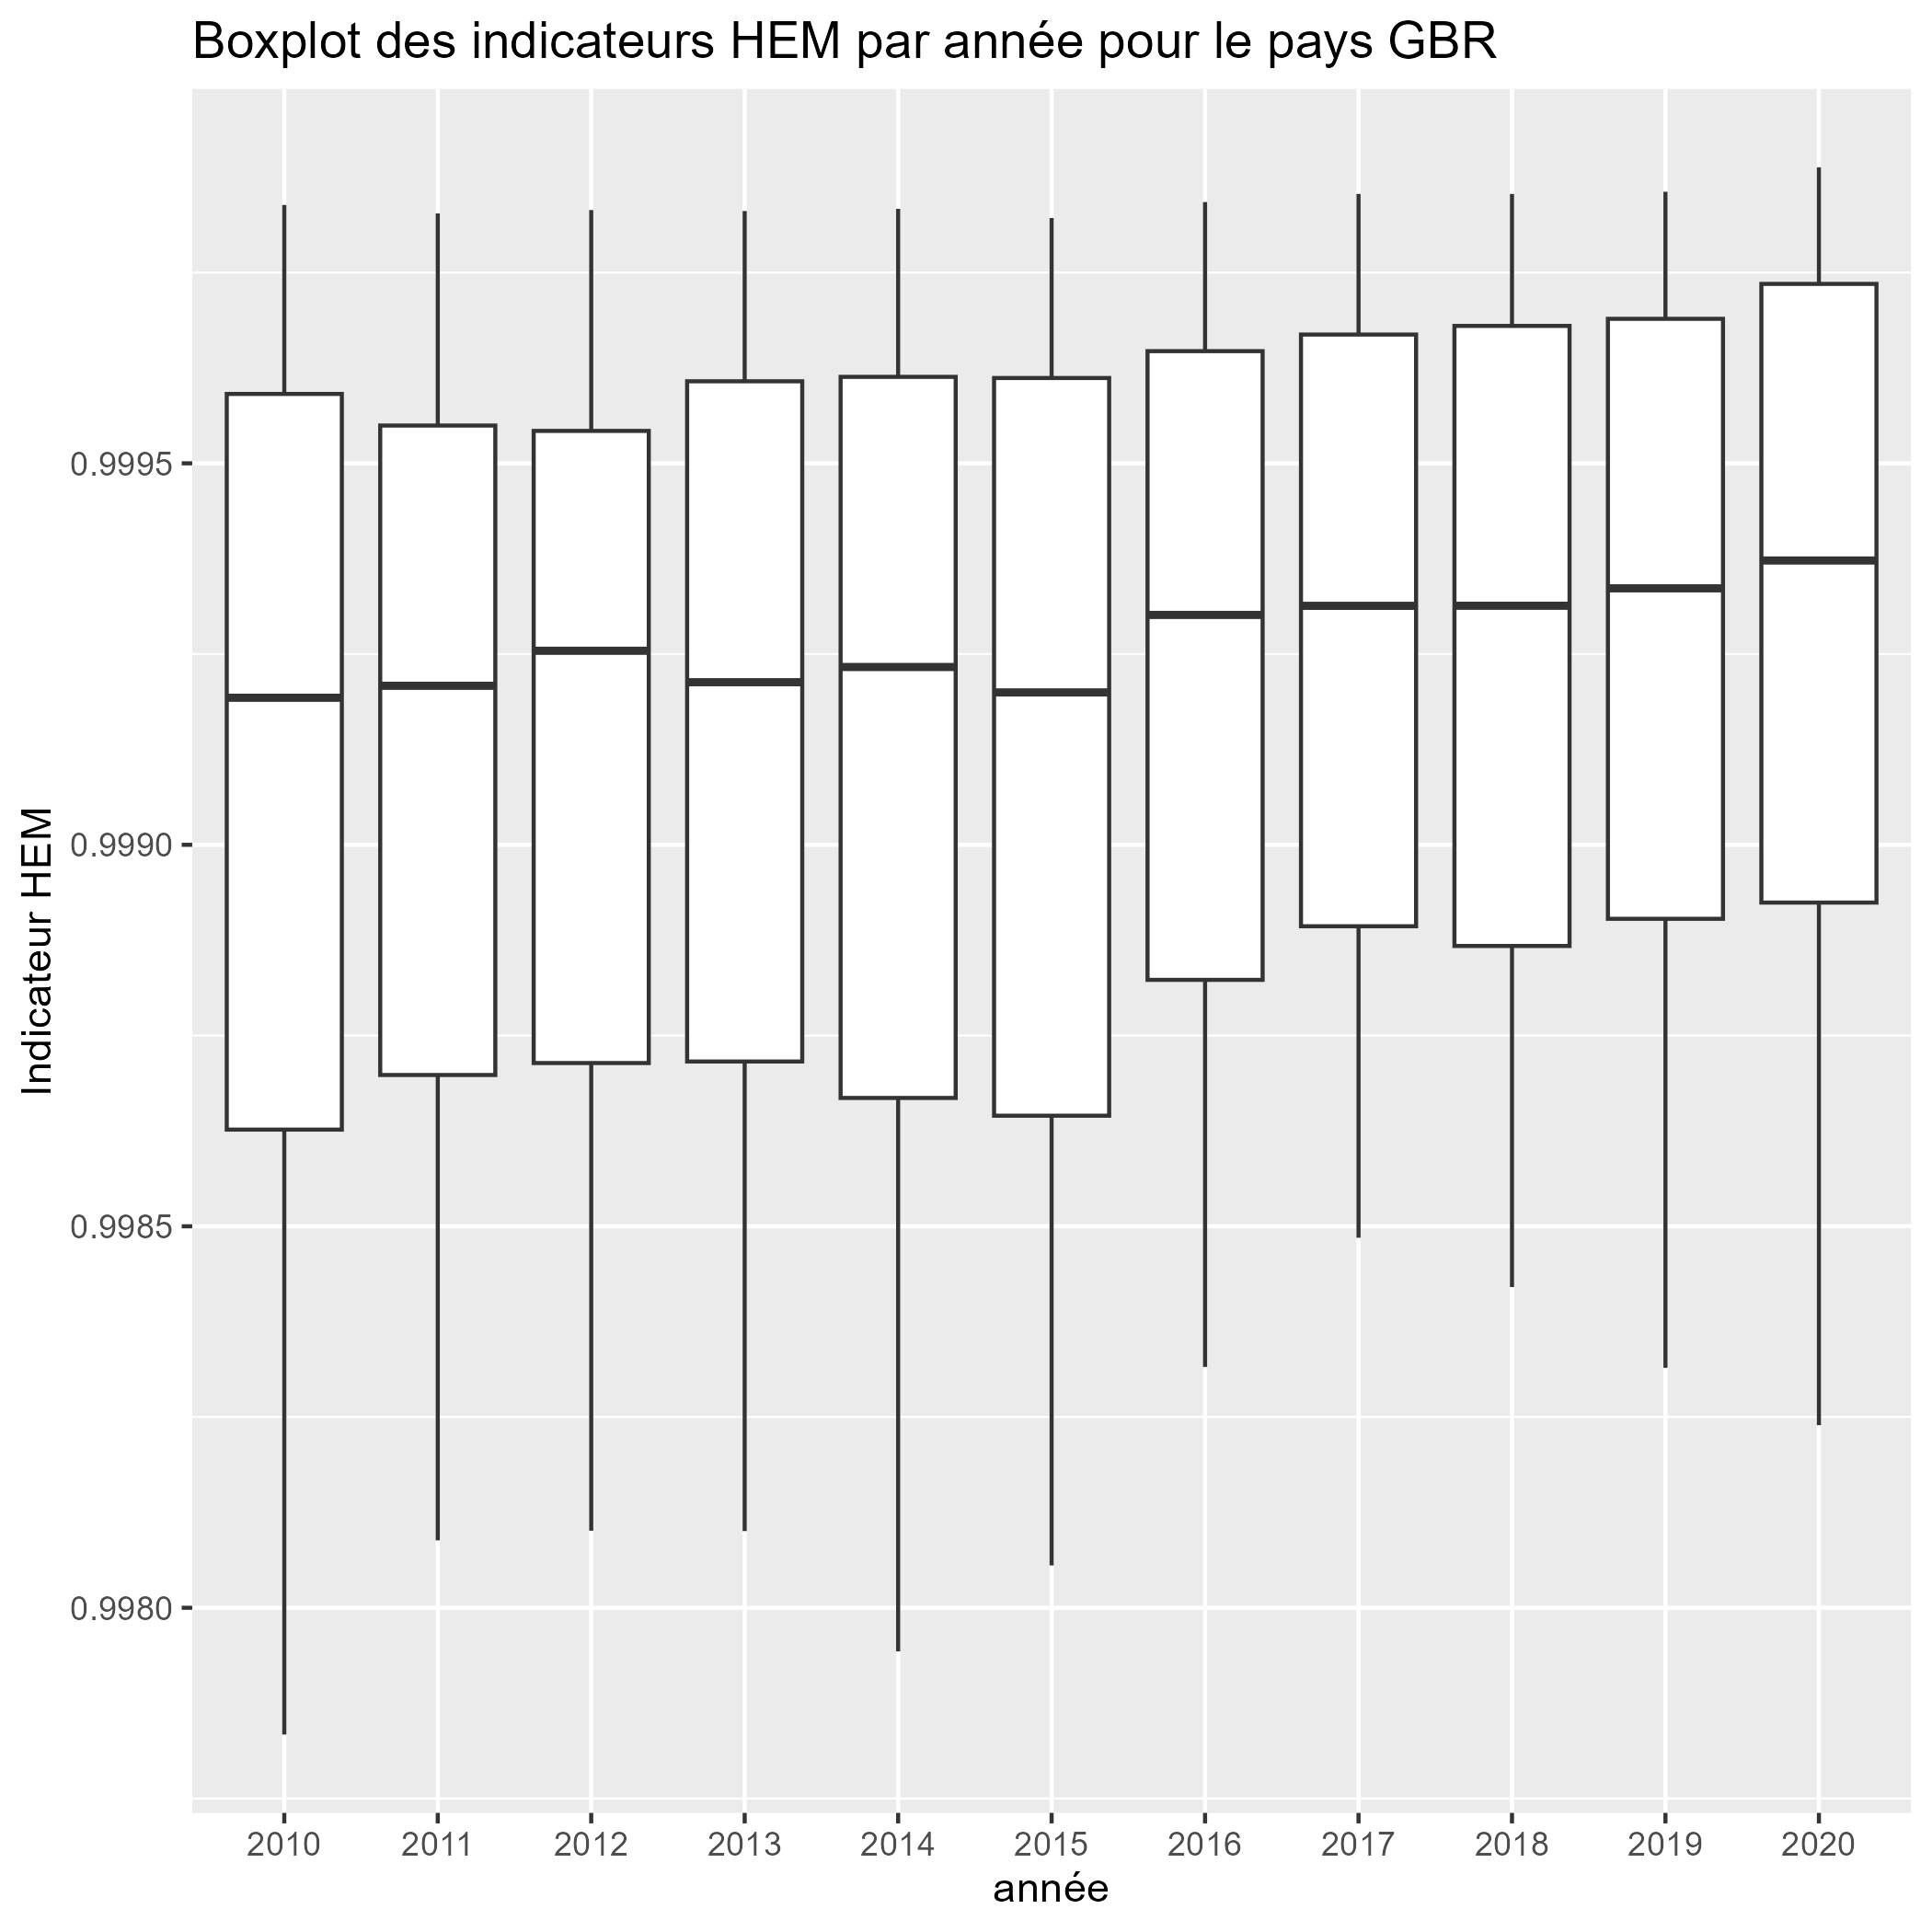 Boxplot des indicateurs HEM par année pour le pays GBR
Indicateur HEM
0.9995
0.9990
0.9985
0.9980
2010 2011 2012 2013 2014 2015 2016 2017 2018 2019 2020
année